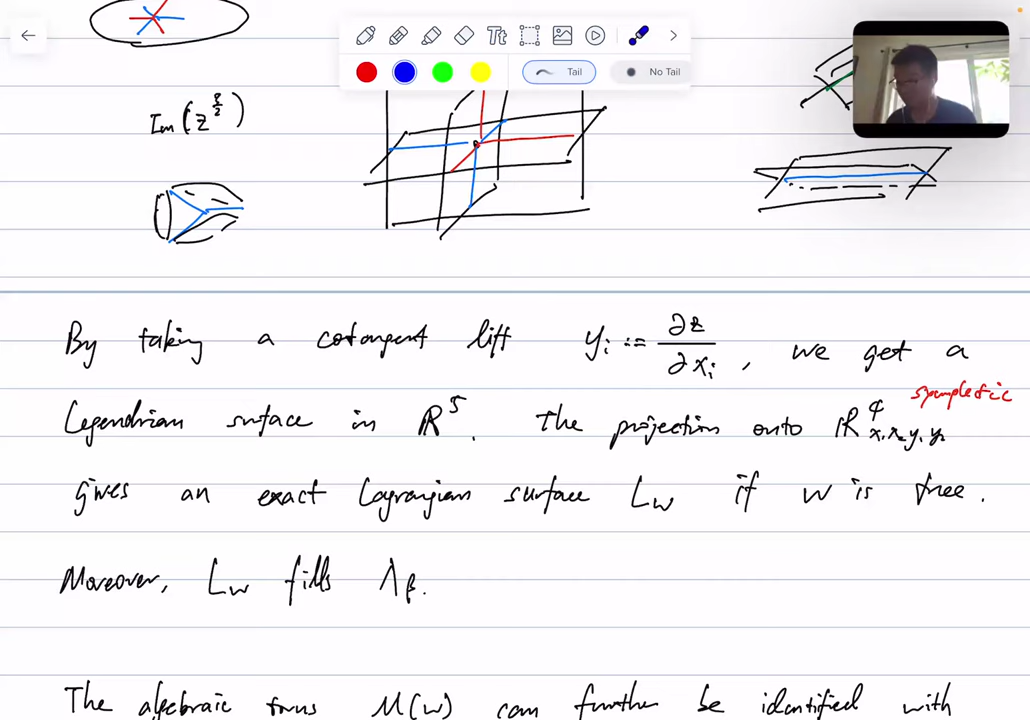 Tt
Tail
No Tail
Im(z^{3/2})
By taking a cotangent lift y_i := ∂z/∂x_i, we get a
symplectic
Legendrian surface in ℝ^5. The projection onto ℝ^4_{x_1 x_2 y_1 y_2}
gives an exact Lagrangian surface L_w if w is free.
Moreover, L_w fills Λ_β.
The algebraic torus M(w) can further be identified with